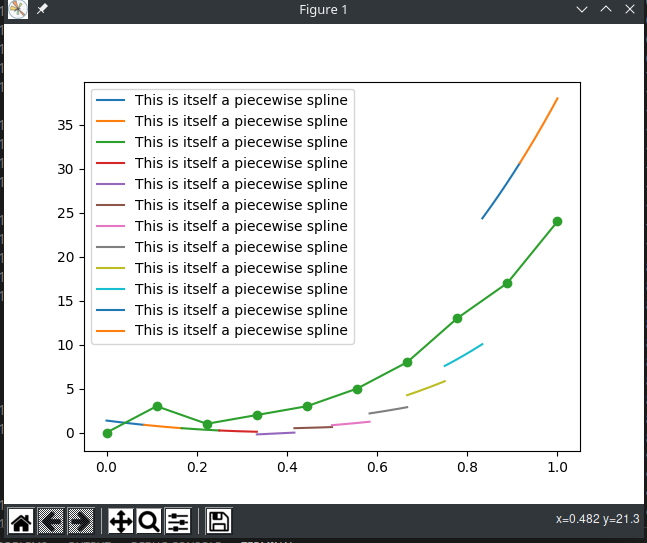 Figure 1
This is itself a piecewise spline
This is itself a piecewise spline
This is itself a piecewise spline
This is itself a piecewise spline
This is itself a piecewise spline
This is itself a piecewise spline
This is itself a piecewise spline
This is itself a piecewise spline
This is itself a piecewise spline
This is itself a piecewise spline
This is itself a piecewise spline
This is itself a piecewise spline
35
30
25
20
15
10
5
0
0.0 0.2 0.4 0.6 0.8 1.0
x=0.482 y=21.3